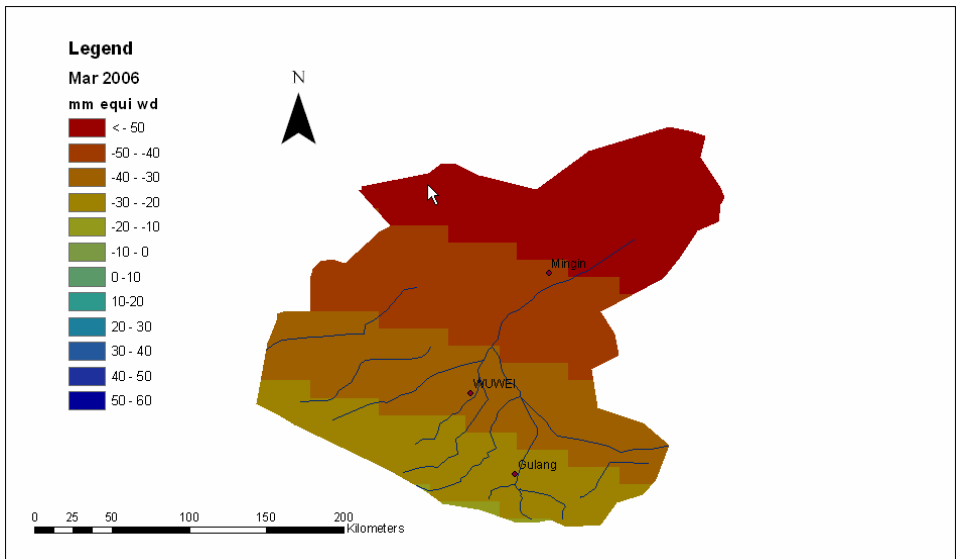 Legend
Mar 2006
mm equi wd
< - 50
-50 - -40
-40 - -30
-30 - -20
-20 - -10
-10 - 0
0 -10
10-20
20 - 30
30 - 40
40 - 50
50 - 60
N
Minqin
WUWEI
Gulang
0 25 50 100 150 200
Kilometers